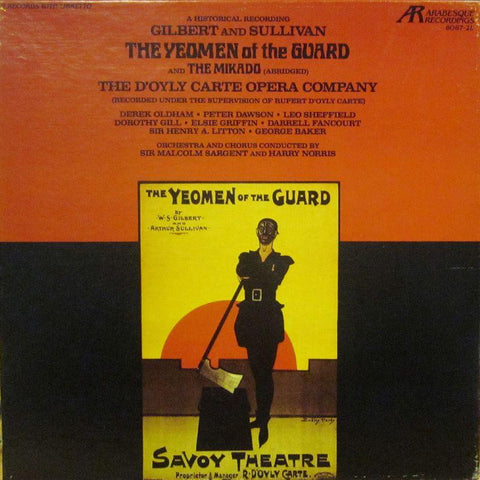 RECORDS WITH LIBRETTO
A HISTORICAL RECORDING
GILBERT AND SULLIVAN
THE YEOMEN of the GUARD
AND THE MIKADO (ABRIDGED)
THE D'OYLY CARTE OPERA COMPANY
(RECORDED UNDER THE SUPERVISION OF RUPERT D'OYLY CARTE)
DEREK OLDHAM • PETER DAWSON • LEO SHEFFIELD
DOROTHY GILL • ELSIE GRIFFIN • DARRELL FANCOURT
SIR HENRY A. LITTON • GEORGE BAKER
ORCHESTRA AND CHORUS CONDUCTED BY
SIR MALCOLM SARGENT AND HARRY NORRIS
AR ARABESQUE
RECORDINGS
8067-2L
THE YEOMEN OF THE GUARD
BY
•W•S•GILBERT•
AND
ARTHUR SULLIVAN•
SAVOY THEATRE
Proprietor & Manager R•D'OYLY CARTE•